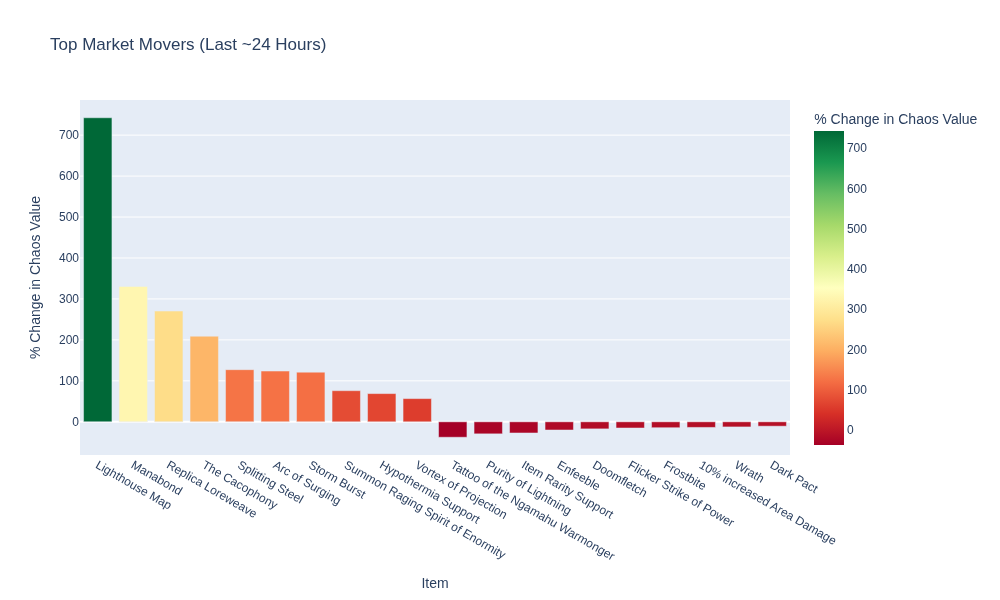 Top Market Movers (Last ~24 Hours)
% Change in Chaos Value
700
600
500
400
300
200
100
0
Lighthouse Map
Manabond
Replica Loreweave
The Cacophony
Splitting Steel
Arc of Surging
Storm Burst
Summon Raging Spirit of Enormity
Hypothermia Support
Vortex of Projection
Tattoo of the Ngamahu Warmonger
Purity of Lightning
Item Rarity Support
Enfeeble
Doomfletch
Flicker Strike of Power
Frostbite
10% increased Area Damage
Wrath
Dark Pact
Item
% Change in Chaos Value
700
600
500
400
300
200
100
0